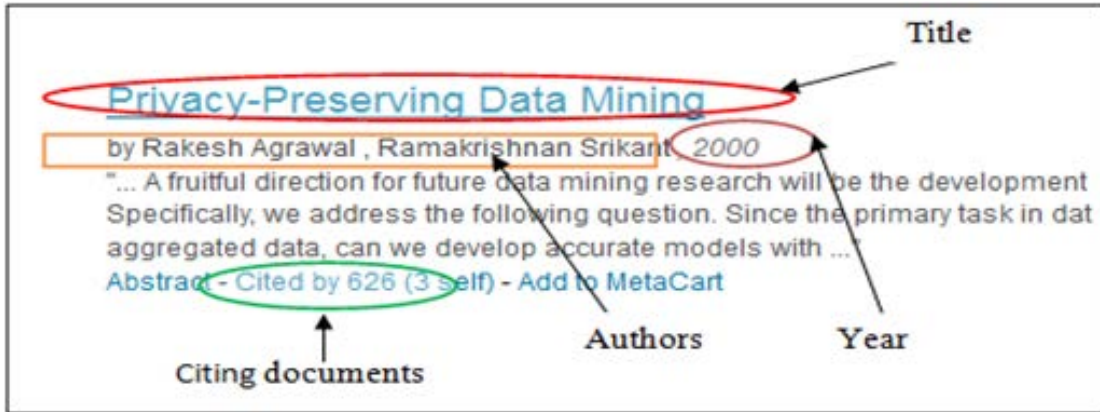 Title
Privacy-Preserving Data Mining
by Rakesh Agrawal , Ramakrishnan Srikant , 2000
"... A fruitful direction for future data mining research will be the development
Specifically, we address the following question. Since the primary task in dat
aggregated data, can we develop accurate models with ... "
Abstract - Cited by 626 (3 self) - Add to MetaCart
Authors
Year
Citing documents